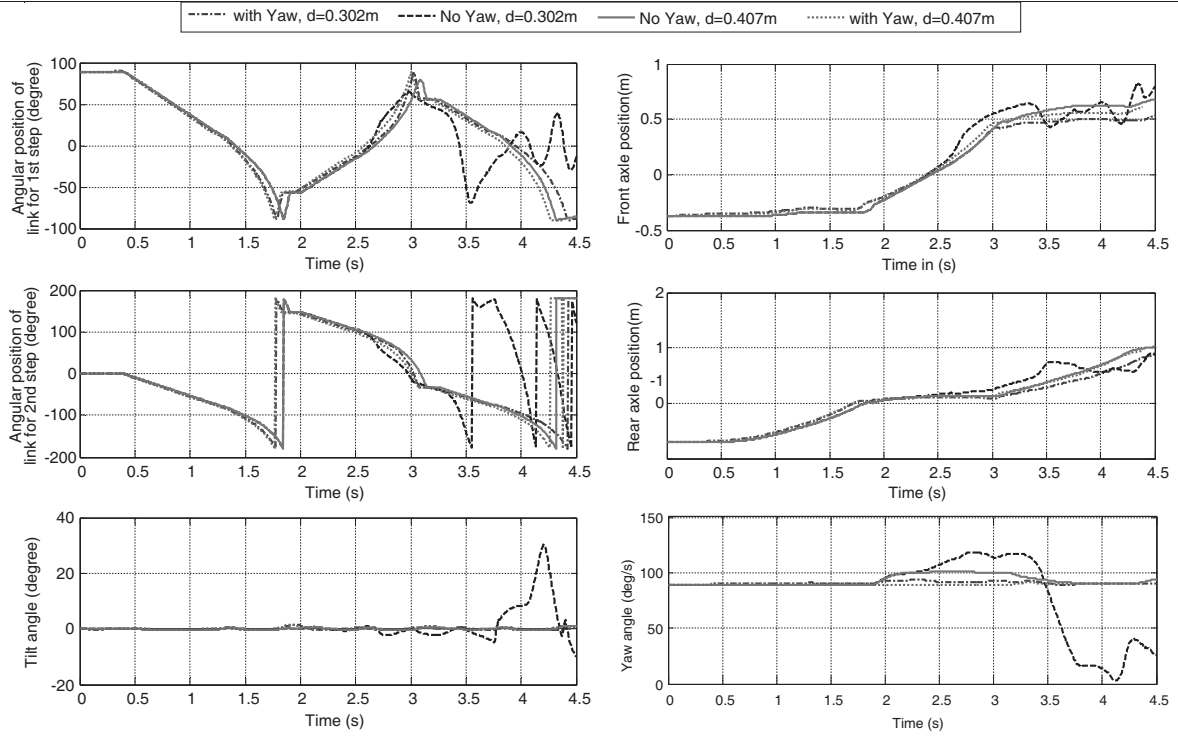 with Yaw, d=0.302m No Yaw, d=0.302m No Yaw, d=0.407m with Yaw, d=0.407m
Angular position of
link for 1st step (degree)
100
50
0
-50
-100
0 0.5 1 1.5 2 2.5 3 3.5 4 4.5
Time (s)
Front axle position(m)
1
0.5
0
-0.5
0 0.5 1 1.5 2 2.5 3 3.5 4 4.5
Time in (s)
Angular position of
link for 2nd step (degree)
200
100
0
-100
-200
0 0.5 1 1.5 2 2.5 3 3.5 4 4.5
Time (s)
Rear axle position(m)
2
1
-1
0
0 0.5 1 1.5 2 2.5 3 3.5 4 4.5
Time (s)
Tilt angle (degree)
40
20
0
-20
0 0.5 1 1.5 2 2.5 3 3.5 4 4.5
Time (s)
Yaw angle (deg/s)
150
100
50
0
0 0.5 1 1.5 2 2.5 3 3.5 4 4.5
Time (s)